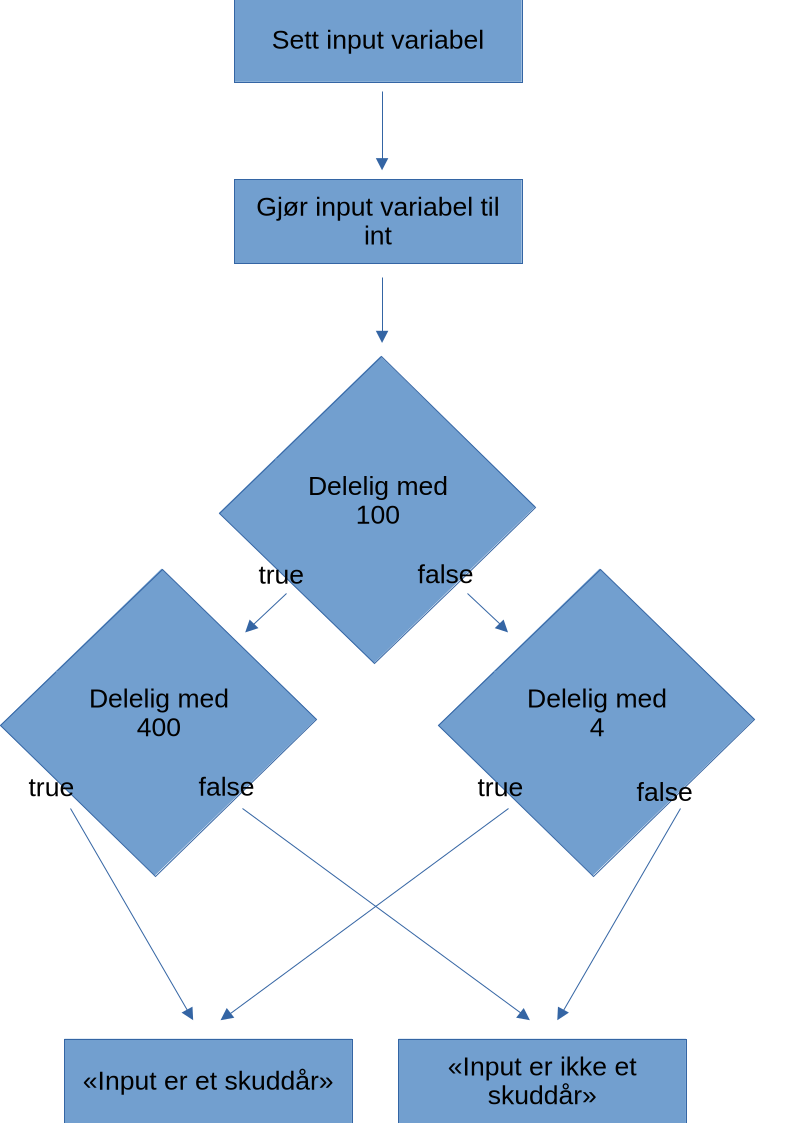 Sett input variabel
Gjør input variabel til
int
Delelig med
100
true
false
Delelig med
400
true
false
Delelig med
4
true
false
«Input er et skuddår»
«Input er ikke et
skuddår»